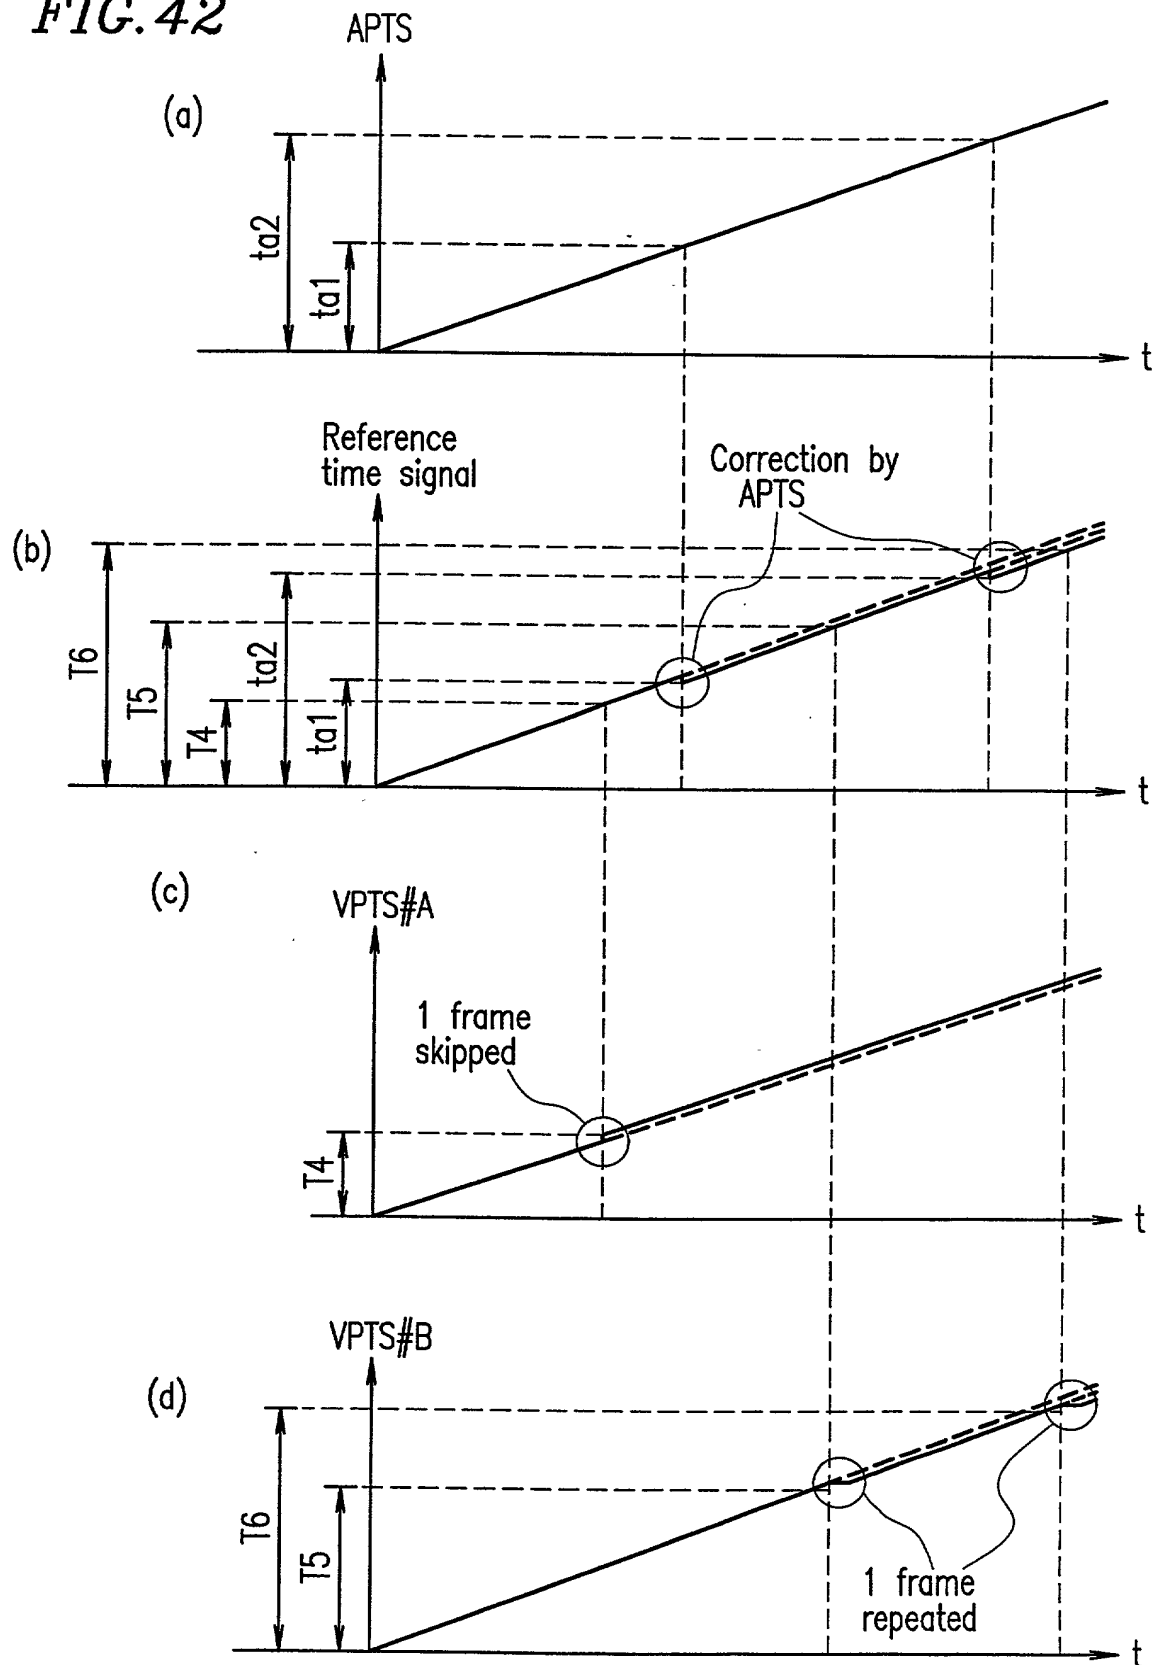 FIG. 42
APTS
(a)
ta2
ta1
t
Reference
time signal
Correction by
APTS
(b)
T6
T5
T4
ta2
ta1
t
(c)
VPTS#A
1 frame
skipped
T4
t
VPTS#B
(d)
T6
T5
1 frame
repeated
t